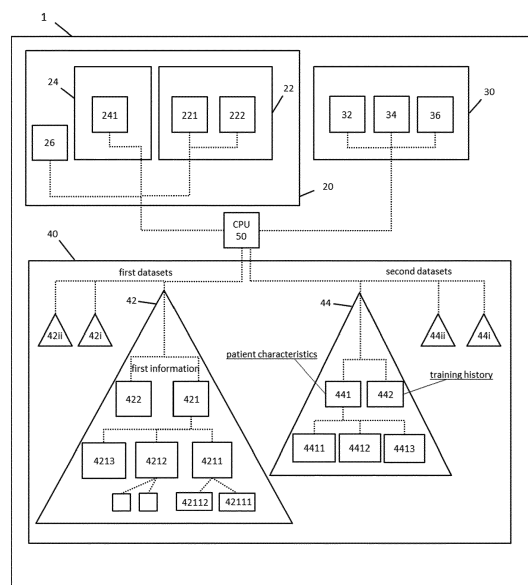 1
24
22
30
241
221
222
32
34
36
26
20
CPU
50
40
first datasets
second datasets
42
44
42ii
42i
44ii
44i
patient characteristics
first information
training history
422
421
441
442
4213
4212
4211
4411
4412
4413
42112
42111